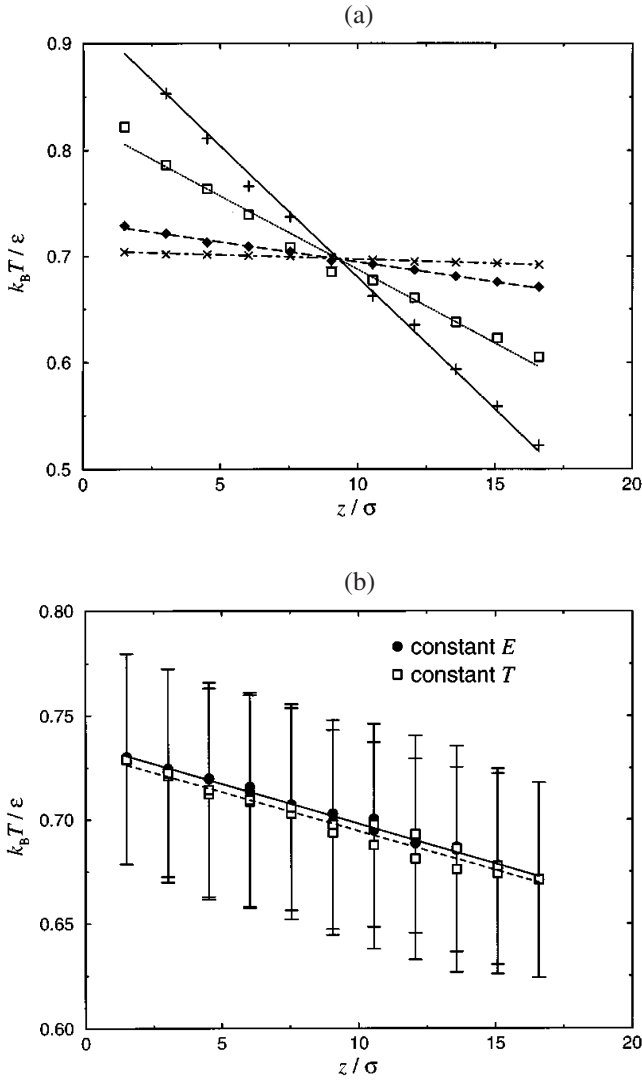 (a)
0.9
0.8
0.7
0.6
0.5
k_B T / ε
0 5 10 15 20
z / σ
(b)
0.80
0.75
0.70
0.65
0.60
k_B T / ε
constant E
constant T
0 5 10 15 20
z / σ